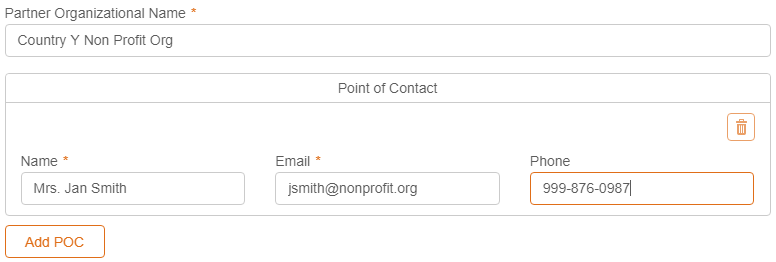 Partner Organizational Name *
Country Y Non Profit Org
Point of Contact
Name * Email * Phone
Mrs. Jan Smith jsmith@nonprofit.org 999-876-0987
Add POC